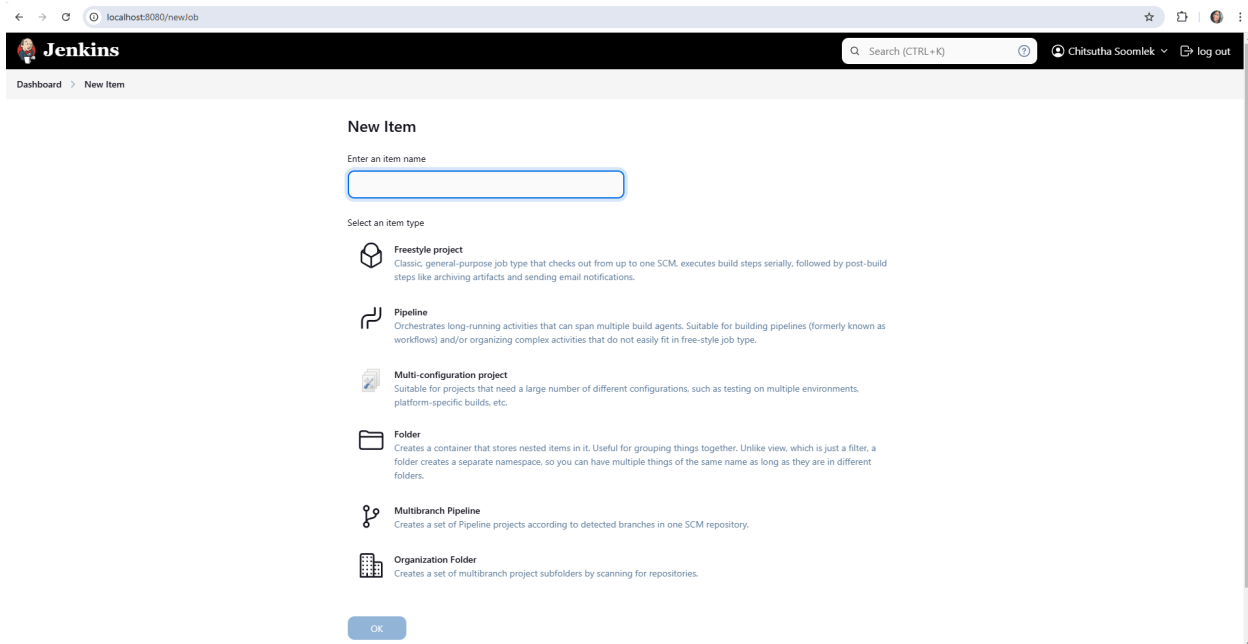 localhost:8080/newJob
Jenkins
Search (CTRL+K)
?
Chitsutha Soomlek
log out
Dashboard > New Item
New Item
Enter an item name
Select an item type
Freestyle project
Classic, general-purpose job type that checks out from up to one SCM, executes build steps serially, followed by post-build
steps like archiving artifacts and sending email notifications.
Pipeline
Orchestrates long-running activities that can span multiple build agents. Suitable for building pipelines (formerly known as
workflows) and/or organizing complex activities that do not easily fit in free-style job type.
Multi-configuration project
Suitable for projects that need a large number of different configurations, such as testing on multiple environments,
platform-specific builds, etc.
Folder
Creates a container that stores nested items in it. Useful for grouping things together. Unlike view, which is just a filter, a
folder creates a separate namespace, so you can have multiple things of the same name as long as they are in different
folders.
Multibranch Pipeline
Creates a set of Pipeline projects according to detected branches in one SCM repository.
Organization Folder
Creates a set of multibranch project subfolders by scanning for repositories.
OK